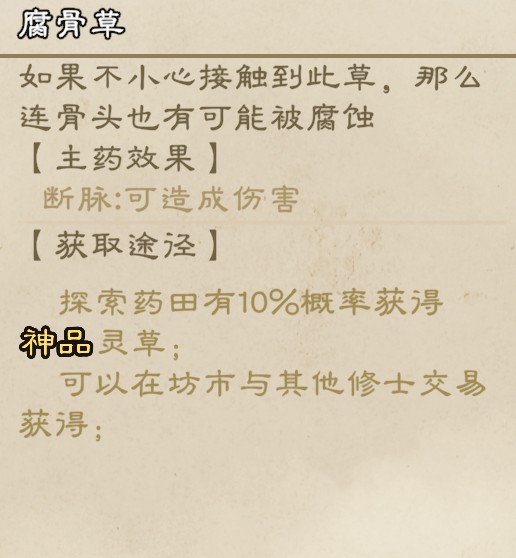 腐骨草
如果不小心接触到此草，那么
连骨头也有可能被腐蚀
【主药效果】
断脉:可造成伤害
【获取途径】
探索药田有10%概率获得
神品灵草；
可以在坊市与其他修士交易
获得；